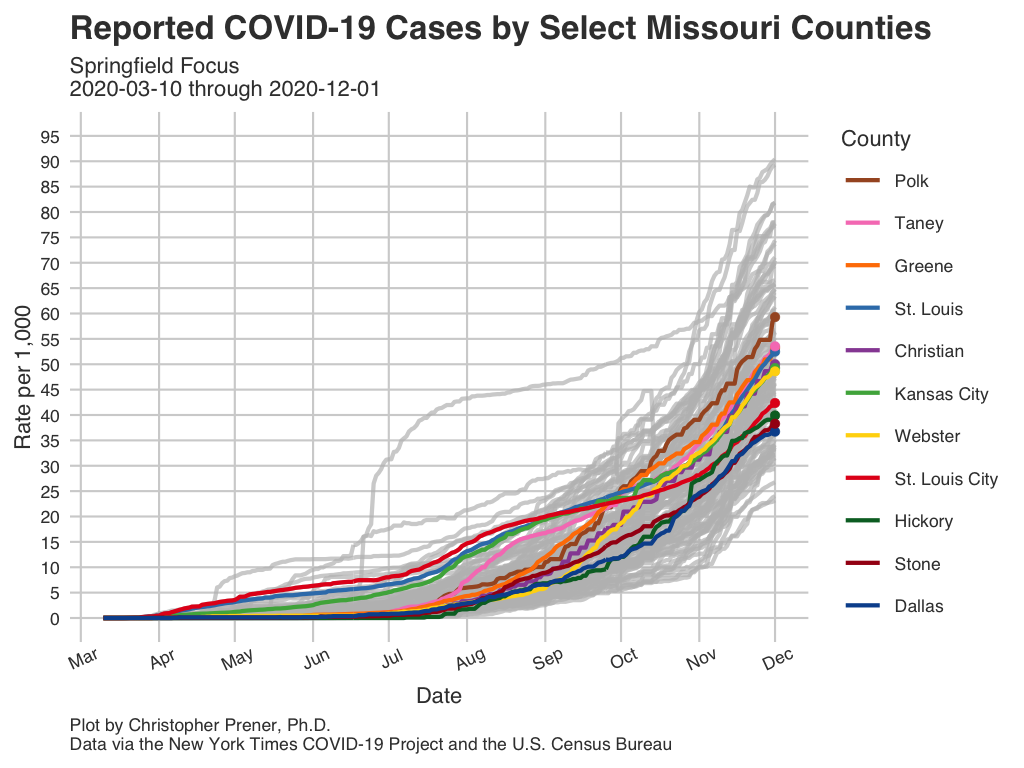 Reported COVID-19 Cases by Select Missouri Counties
Springfield Focus
2020-03-10 through 2020-12-01
Rate per 1,000
95
90
85
80
75
70
65
60
55
50
45
40
35
30
25
20
15
10
5
0
Mar
Apr
May
Jun
Jul
Aug
Sep
Oct
Nov
Dec
Date
County
Polk
Taney
Greene
St. Louis
Christian
Kansas City
Webster
St. Louis City
Hickory
Stone
Dallas
Plot by Christopher Prener, Ph.D.
Data via the New York Times COVID-19 Project and the U.S. Census Bureau